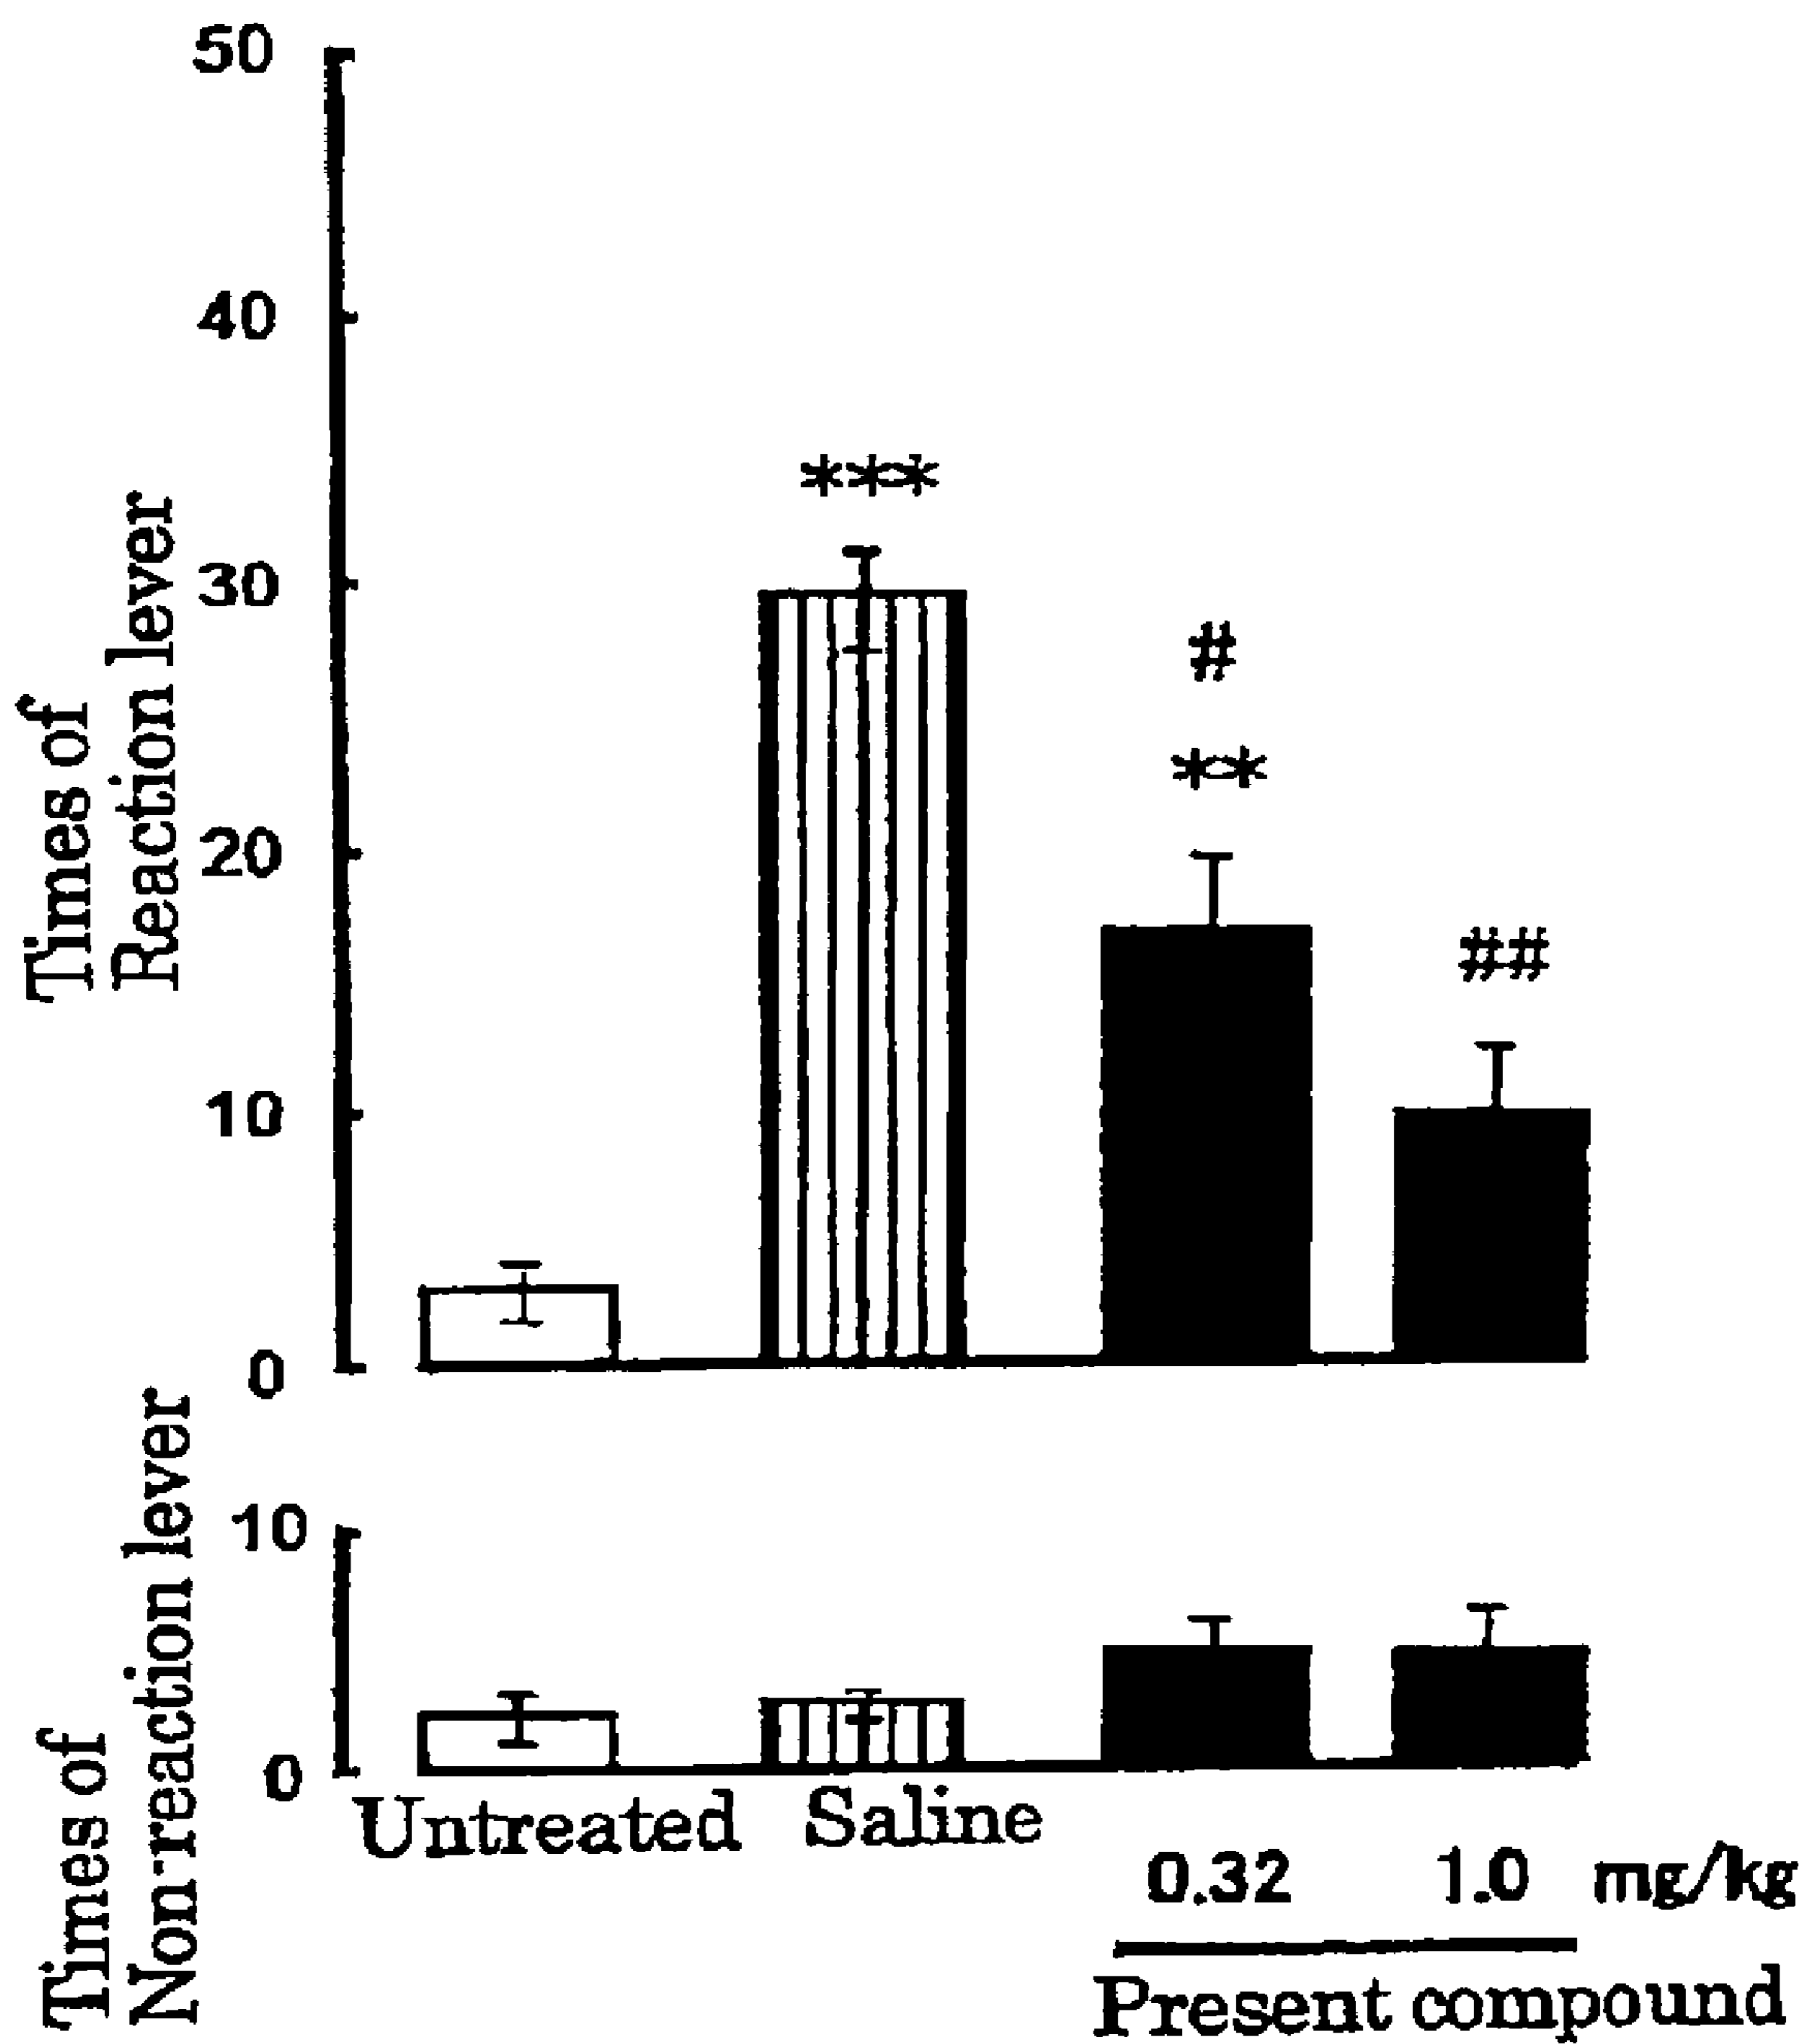 50
40
30
20
10
0
Times of
Reaction lever
***
#
**
##
10
0
Times of
Non-reaction lever
Untreated
Saline
0.32
1.0
mg/kg
Present compound